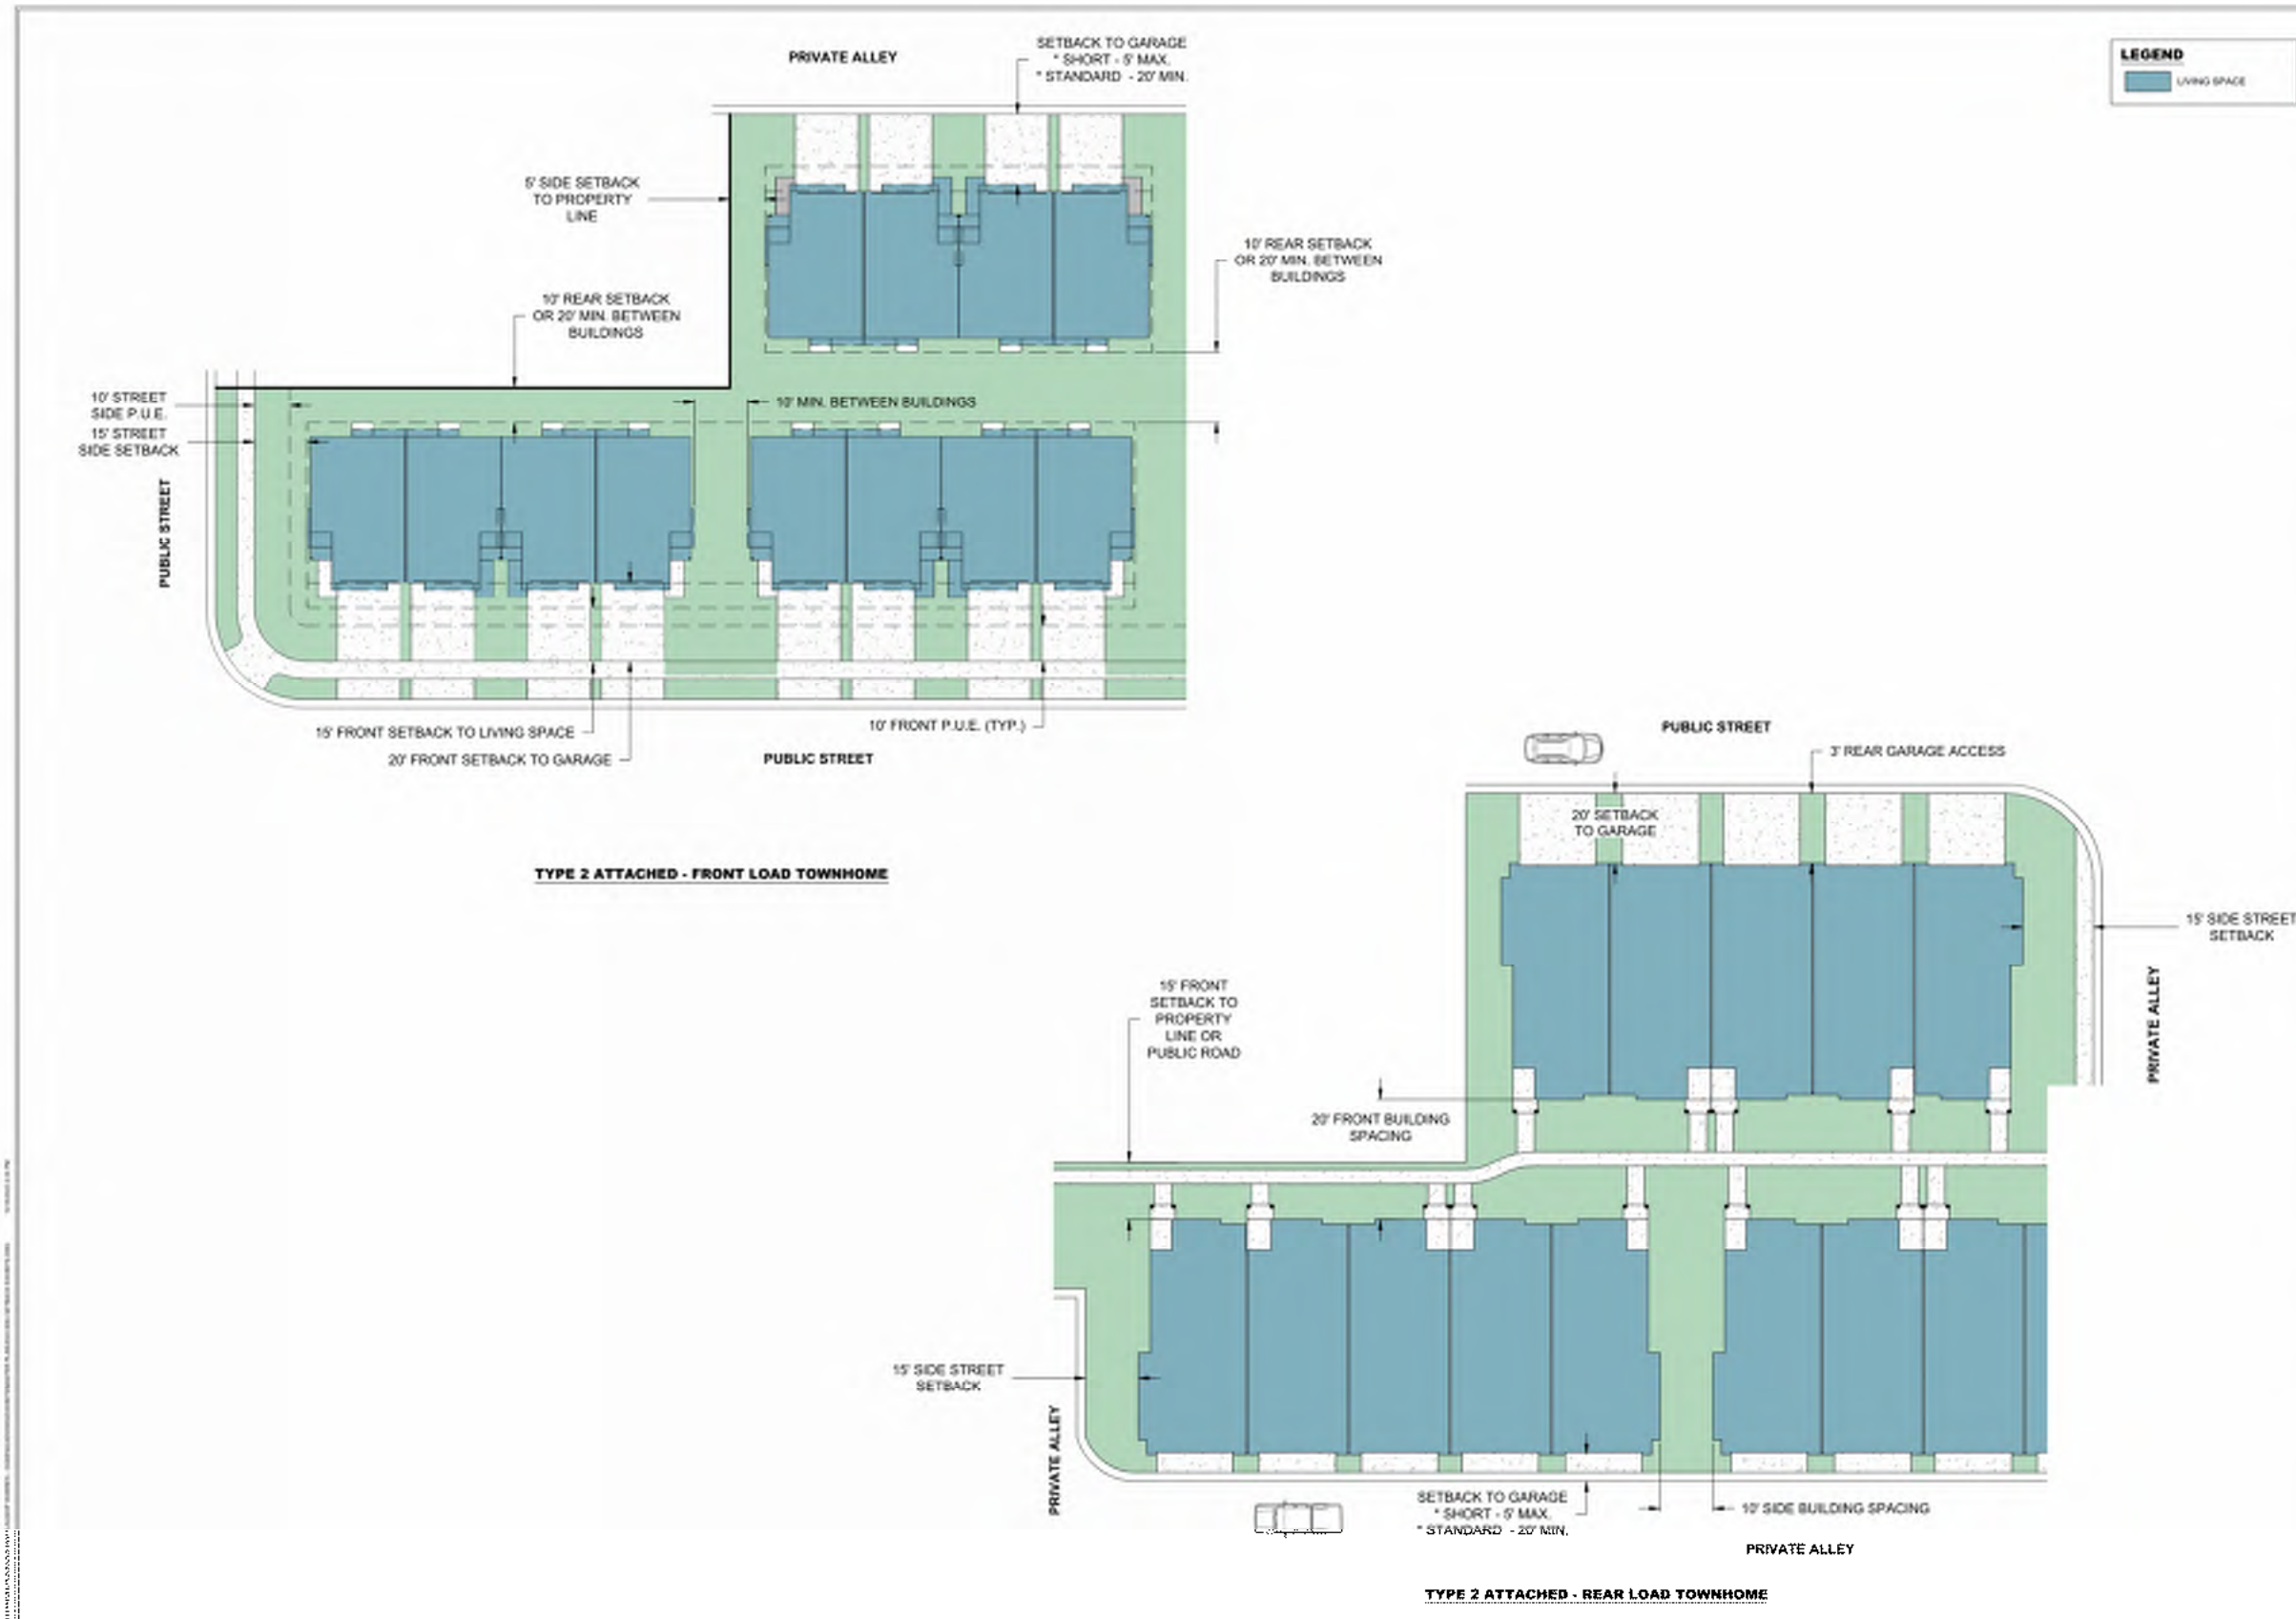 PRIVATE ALLEY
SETBACK TO GARAGE
* SHORT - 5' MAX.
* STANDARD - 20' MIN.
LEGEND
LIVING SPACE
5' SIDE SETBACK
TO PROPERTY
LINE
10' REAR SETBACK
OR 20' MIN. BETWEEN
BUILDINGS
10' REAR SETBACK
OR 20' MIN. BETWEEN
BUILDINGS
10' STREET
SIDE P.U.E.
10' MIN. BETWEEN BUILDINGS
15' STREET
SIDE SETBACK
PUBLIC STREET
15' FRONT SETBACK TO LIVING SPACE
10' FRONT P.U.E. (TYP.)
20' FRONT SETBACK TO GARAGE
PUBLIC STREET
TYPE 2 ATTACHED - FRONT LOAD TOWNHOME
PUBLIC STREET
3' REAR GARAGE ACCESS
20' SETBACK
TO GARAGE
15' SIDE STREET
SETBACK
PRIVATE ALLEY
15' FRONT
SETBACK TO
PROPERTY
LINE OR
PUBLIC ROAD
20' FRONT BUILDING
SPACING
15' SIDE STREET
SETBACK
PRIVATE ALLEY
SETBACK TO GARAGE
* SHORT - 5' MAX.
* STANDARD - 20' MIN.
10' SIDE BUILDING SPACING
PRIVATE ALLEY
TYPE 2 ATTACHED - REAR LOAD TOWNHOME